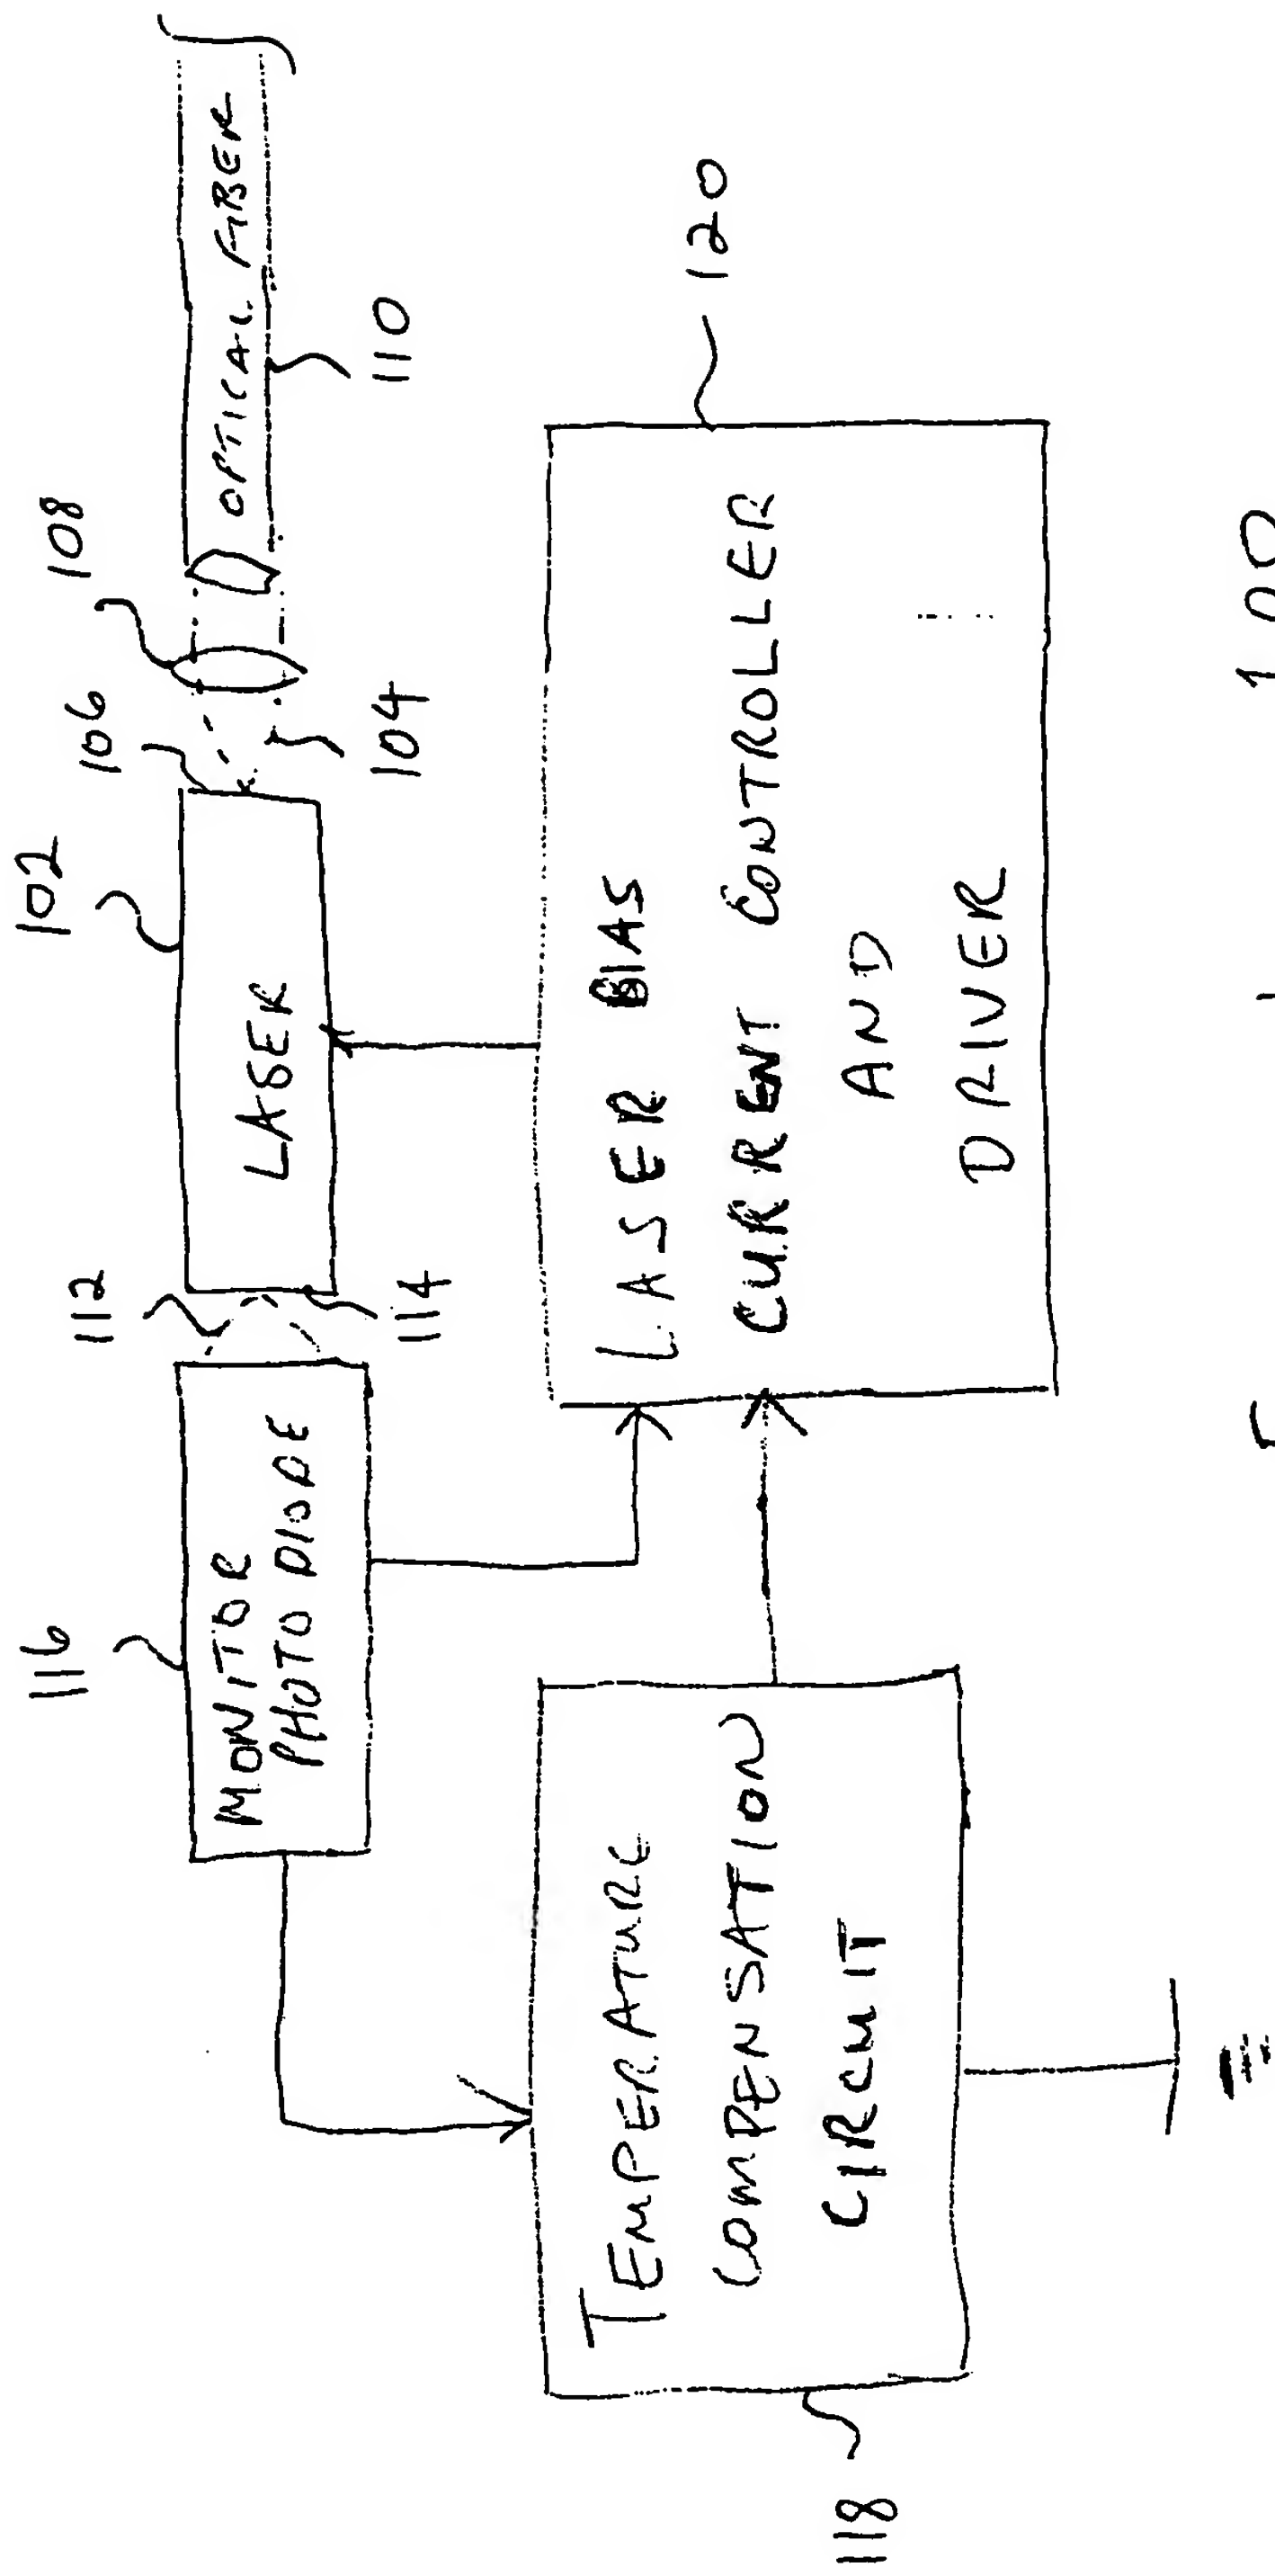 116
112
102
106
108
MONITOR
PHOTO DIODE
LASER
OPTICAL FIBER
114
104
110
TEMPERATURE
COMPENSATION
CIRCUIT
LASER BIAS
CURRENT CONTROLLER
AND
DRIVER
118
120
100